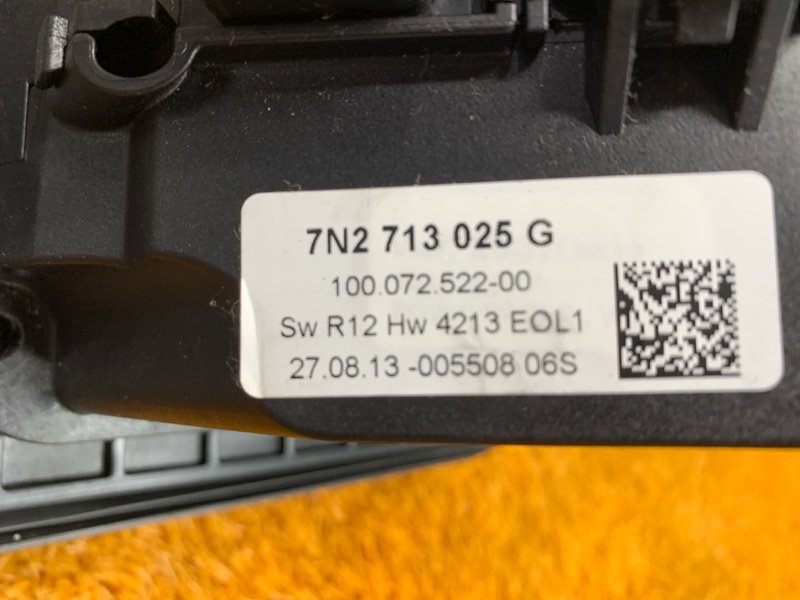 7N2 713 025 G
100.072.522-00
Sw R12 Hw 4213 EOL1
27.08.13 -005508 06S